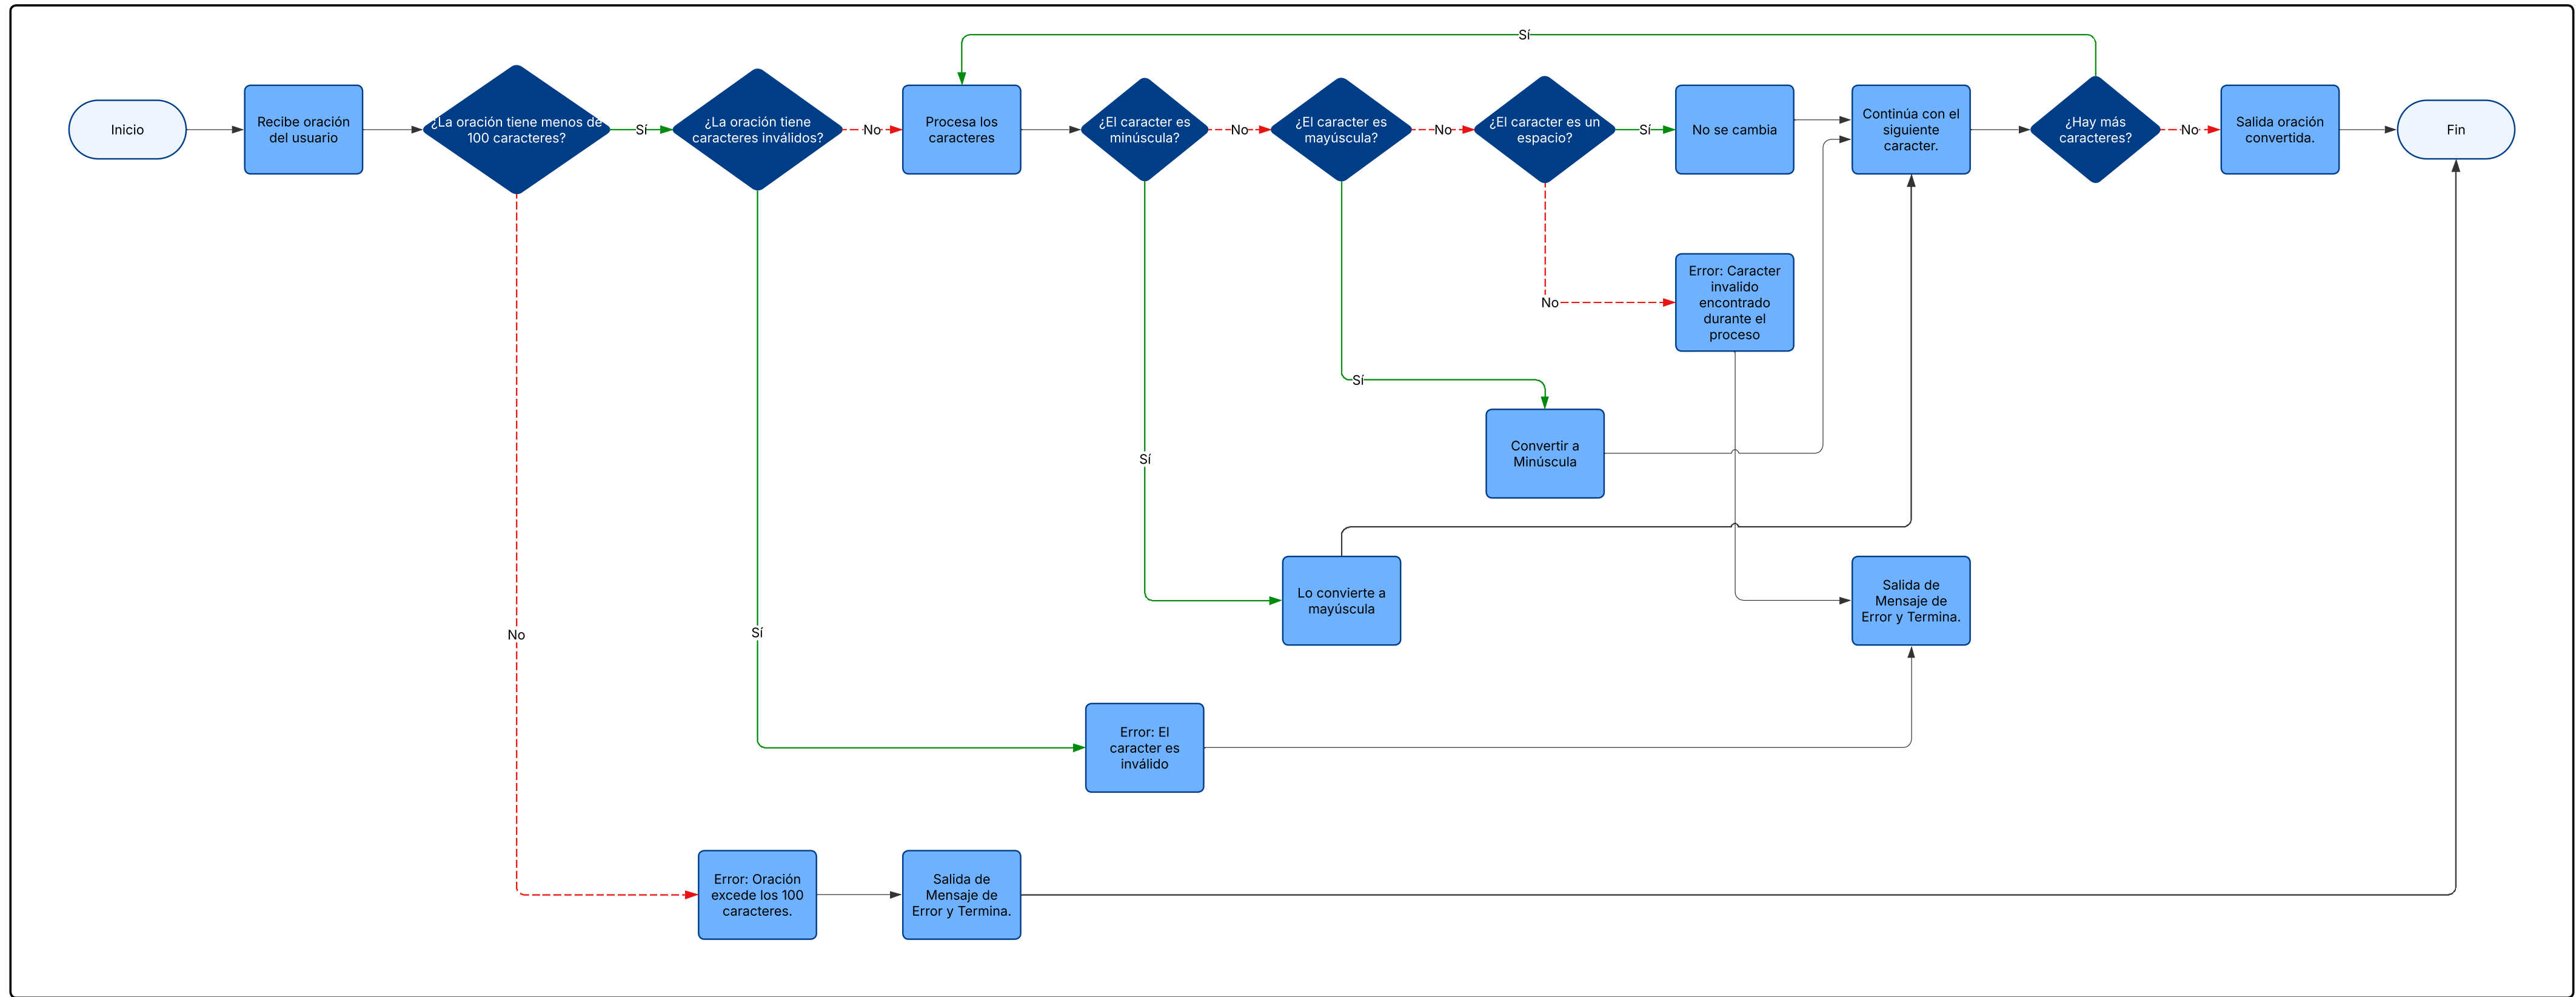 Sí
Inicio
Recibe oración
del usuario
¿La oración tiene menos de
100 caracteres?
Sí
¿La oración tiene
caracteres inválidos?
No
Procesa los
caracteres
¿El caracter es
minúscula?
No
¿El caracter es
mayúscula?
No
¿El caracter es un
espacio?
Sí
No se cambia
Continúa con el
siguiente
caracter.
¿Hay más
caracteres?
No
Salida oración
convertida.
Fin
No
Error: Caracter
invalido
encontrado
durante el
proceso
Sí
Convertir a
Minúscula
Sí
Lo convierte a
mayúscula
Salida de
Mensaje de
Error y Termina.
No
Sí
Error: El
caracter es
inválido
Error: Oración
excede los 100
caracteres.
Salida de
Mensaje de
Error y Termina.